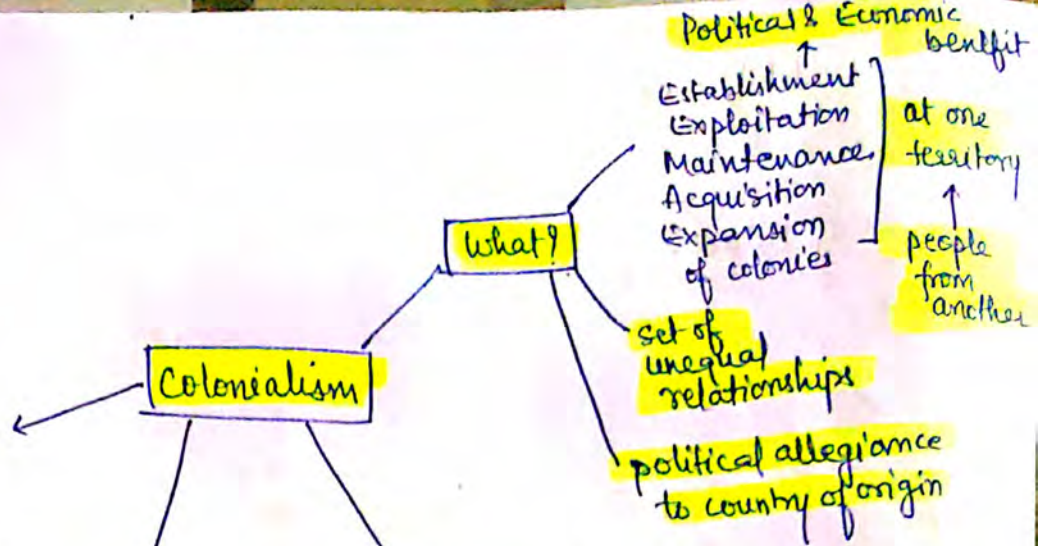 Political & Economic
benefit
Establishment
Exploitation
Maintenance
Acquisition
Expansion
of colonies
at one
territory
people
from
another
What?
set of
unequal
relationships
Colonialism
political allegiance
to country of origin